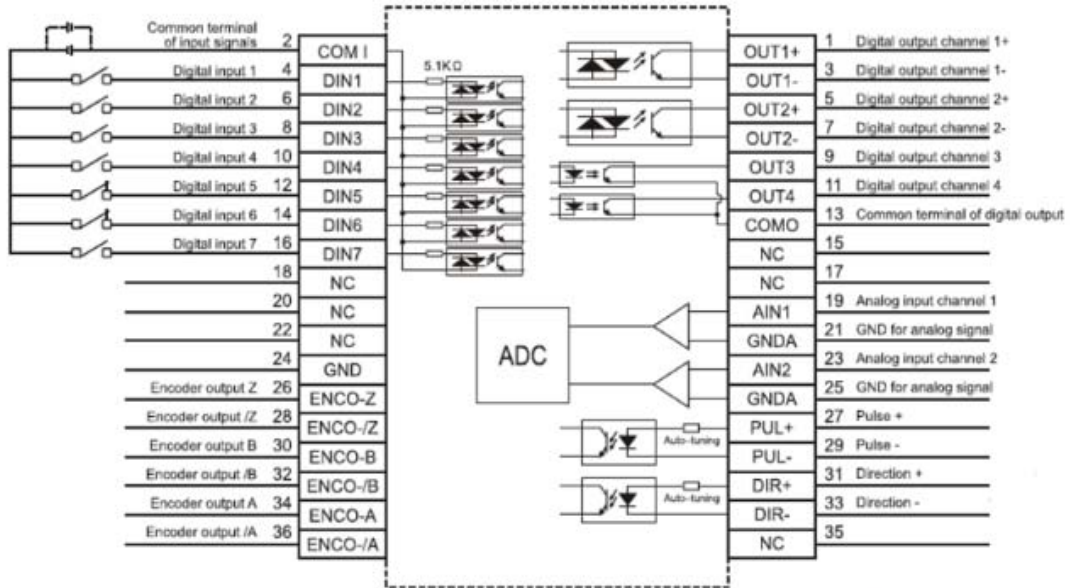 Common terminal
of input signals 2 COM I
Digital input 1 4 DIN1
Digital input 2 6 DIN2
Digital input 3 8 DIN3
Digital input 4 10 DIN4
Digital input 5 12 DIN5
Digital input 6 14 DIN6
Digital input 7 16 DIN7
18 NC
20 NC
22 NC
24 GND
Encoder output Z 26 ENCO-Z
Encoder output /Z 28 ENCO-/Z
Encoder output B 30 ENCO-B
Encoder output /B 32 ENCO-/B
Encoder output A 34 ENCO-A
Encoder output /A 36 ENCO-/A
5.1KΩ
ADC
Auto-tuning
Auto-tuning
OUT1+ 1 Digital output channel 1+
OUT1- 3 Digital output channel 1-
OUT2+ 5 Digital output channel 2+
OUT2- 7 Digital output channel 2-
OUT3 9 Digital output channel 3
OUT4 11 Digital output channel 4
COMO 13 Common terminal of digital output
NC 15
NC 17
AIN1 19 Analog input channel 1
GNDA 21 GND for analog signal
AIN2 23 Analog input channel 2
GNDA 25 GND for analog signal
PUL+ 27 Pulse +
PUL- 29 Pulse -
DIR+ 31 Direction +
DIR- 33 Direction -
NC 35